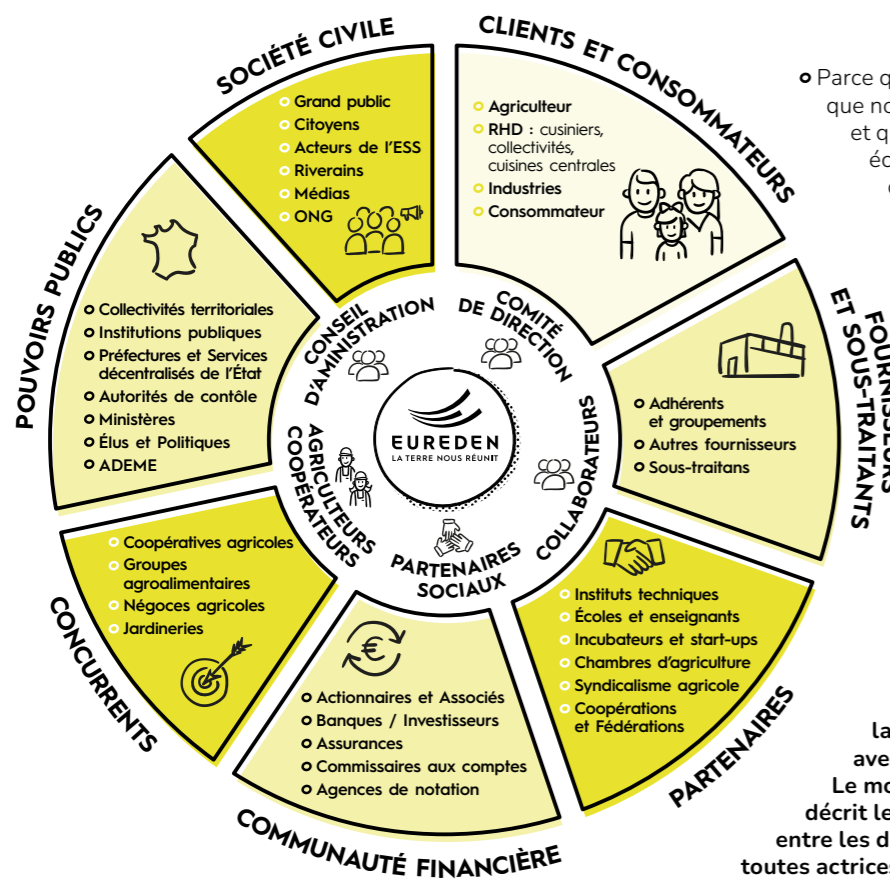 SOCIÉTÉ CIVILE
Grand public
Citoyens
Acteurs de l'ESS
Riverains
Médias
ONG
CLIENTS ET CONSOMMATEURS
Agriculteur
RHD : cusiniers,
collectivités,
cuisines centrales
Industries
Consommateur
FOURNISSEURS
ET SOUS-TRAITANTS
Adhérents
et groupements
Autres fournisseurs
Sous-traitans
PARTENAIRES
Instituts techniques
Écoles et enseignants
Incubateurs et start-ups
Chambres d'agriculture
Syndicalisme agricole
Coopérations
et Fédérations
COMMUNAUTÉ FINANCIÈRE
Actionnaires et Associés
Banques / Investisseurs
Assurances
Commissaires aux comptes
Agences de notation
CONCURRENTS
Coopératives agricoles
Groupes
agroalimentaires
Négoces agricoles
Jardineries
POUVOIRS PUBLICS
Collectivités territoriales
Institutions publiques
Préfectures et Services
décentralisés de l'État
Autorités de contôle
Ministères
Élus et Politiques
ADEME
CONSEIL
D'AMINISTRATION
COMITÉ
DE DIRECTION
COLLABORATEURS
PARTENAIRES
SOCIAUX
AGRICULTEURS
COOPÉRATEURS
EUREDEN
LA TERRE NOUS RÉUNIT
Parce q
que no
et q
éc
la
ave
Le mo
décrit le
entre les d
toutes actrices